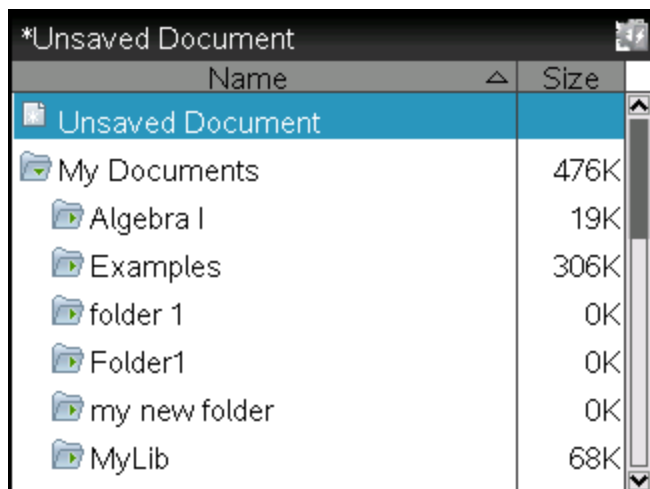 *Unsaved Document
Name Size
Unsaved Document
My Documents 476K
Algebra I 19K
Examples 306K
folder 1 0K
Folder1 0K
my new folder 0K
MyLib 68K